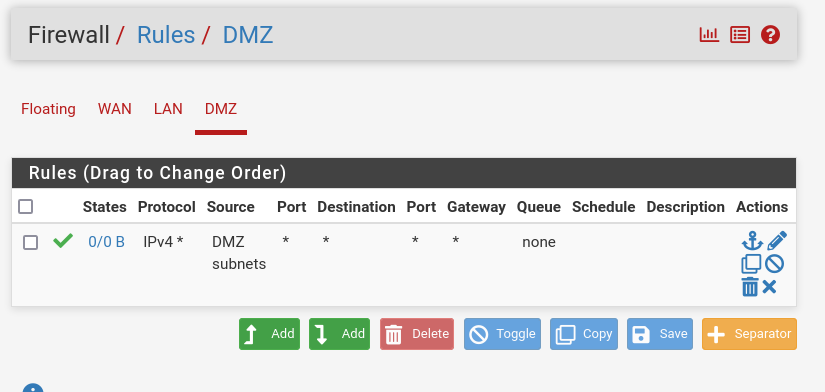 Firewall / Rules / DMZ
Floating WAN LAN DMZ
Rules (Drag to Change Order)
States Protocol Source Port Destination Port Gateway Queue Schedule Description Actions
0/0 B IPv4 * DMZ * * * * none
subnets
Add Add Delete Toggle Copy Save Separator